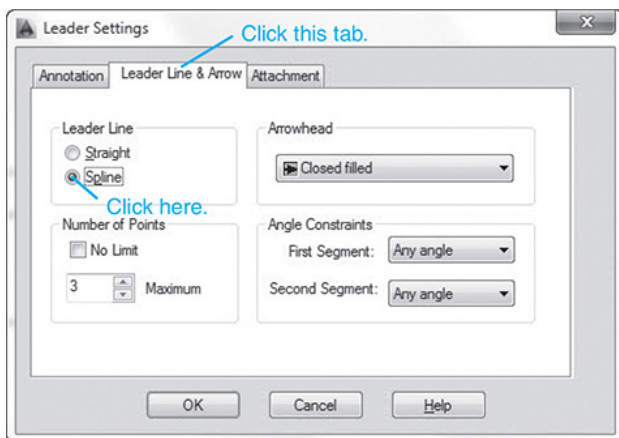 Leader Settings
Click this tab.
Annotation
Leader Line & Arrow
Attachment
Leader Line
Straight
Spline
Click here.
Arrowhead
Closed filled
Number of Points
No Limit
3 Maximum
Angle Constraints
First Segment: Any angle
Second Segment: Any angle
OK
Cancel
Help